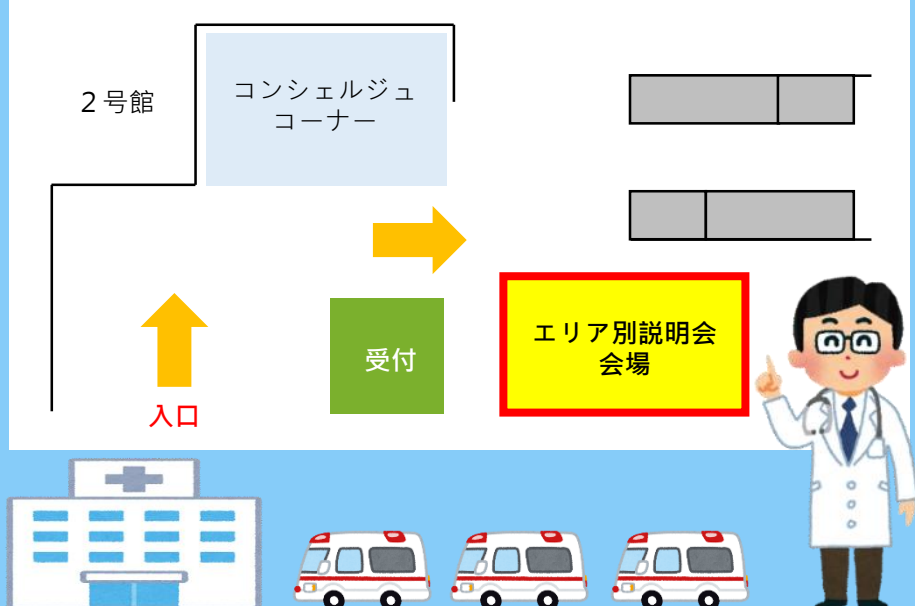 ２号館
コンシェルジュ
コーナー
エリア別説明会
会場
受付
入口